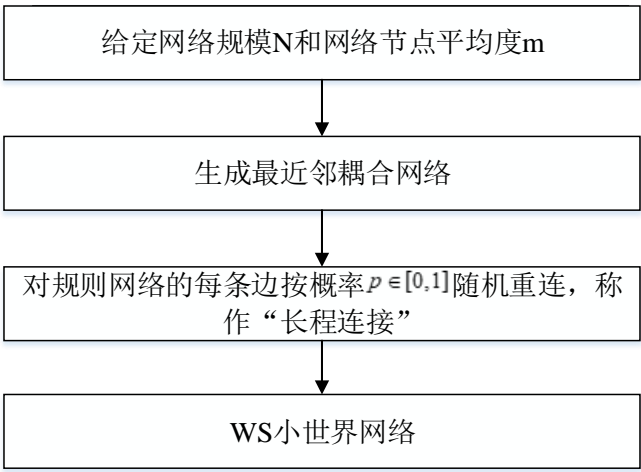 给定网络规模N和网络节点平均度m
生成最近邻耦合网络
对规则网络的每条边按概率p∈[0,1]随机重连，称
作“长程连接”
WS小世界网络